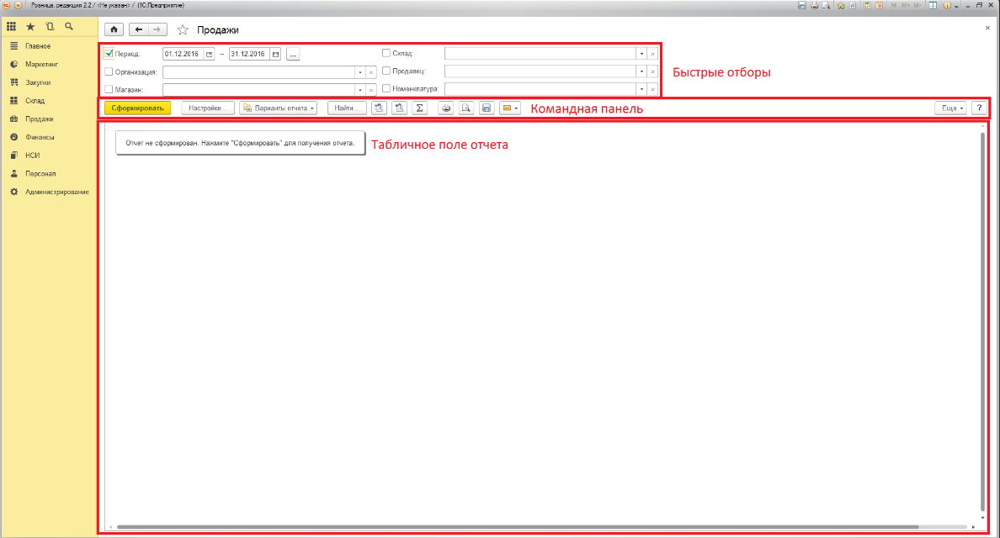 Розница, редакция 2.2 / <Не указан> / (1С:Предприятие)
M M+ M-
Продажи
Главное
Маркетинг
Закупки
Склад
Продажи
Финансы
НСИ
Персонал
Администрирование
Период: 01.12.2016 – 31.12.2016 ... Склад:
Организация: Продавец:
Магазин: Номенклатура:
Быстрые отборы
Сформировать Настройки... Варианты отчета Найти... Σ Командная панель Еще ?
Отчет не сформирован. Нажмите "Сформировать" для получения отчета.
Табличное поле отчета